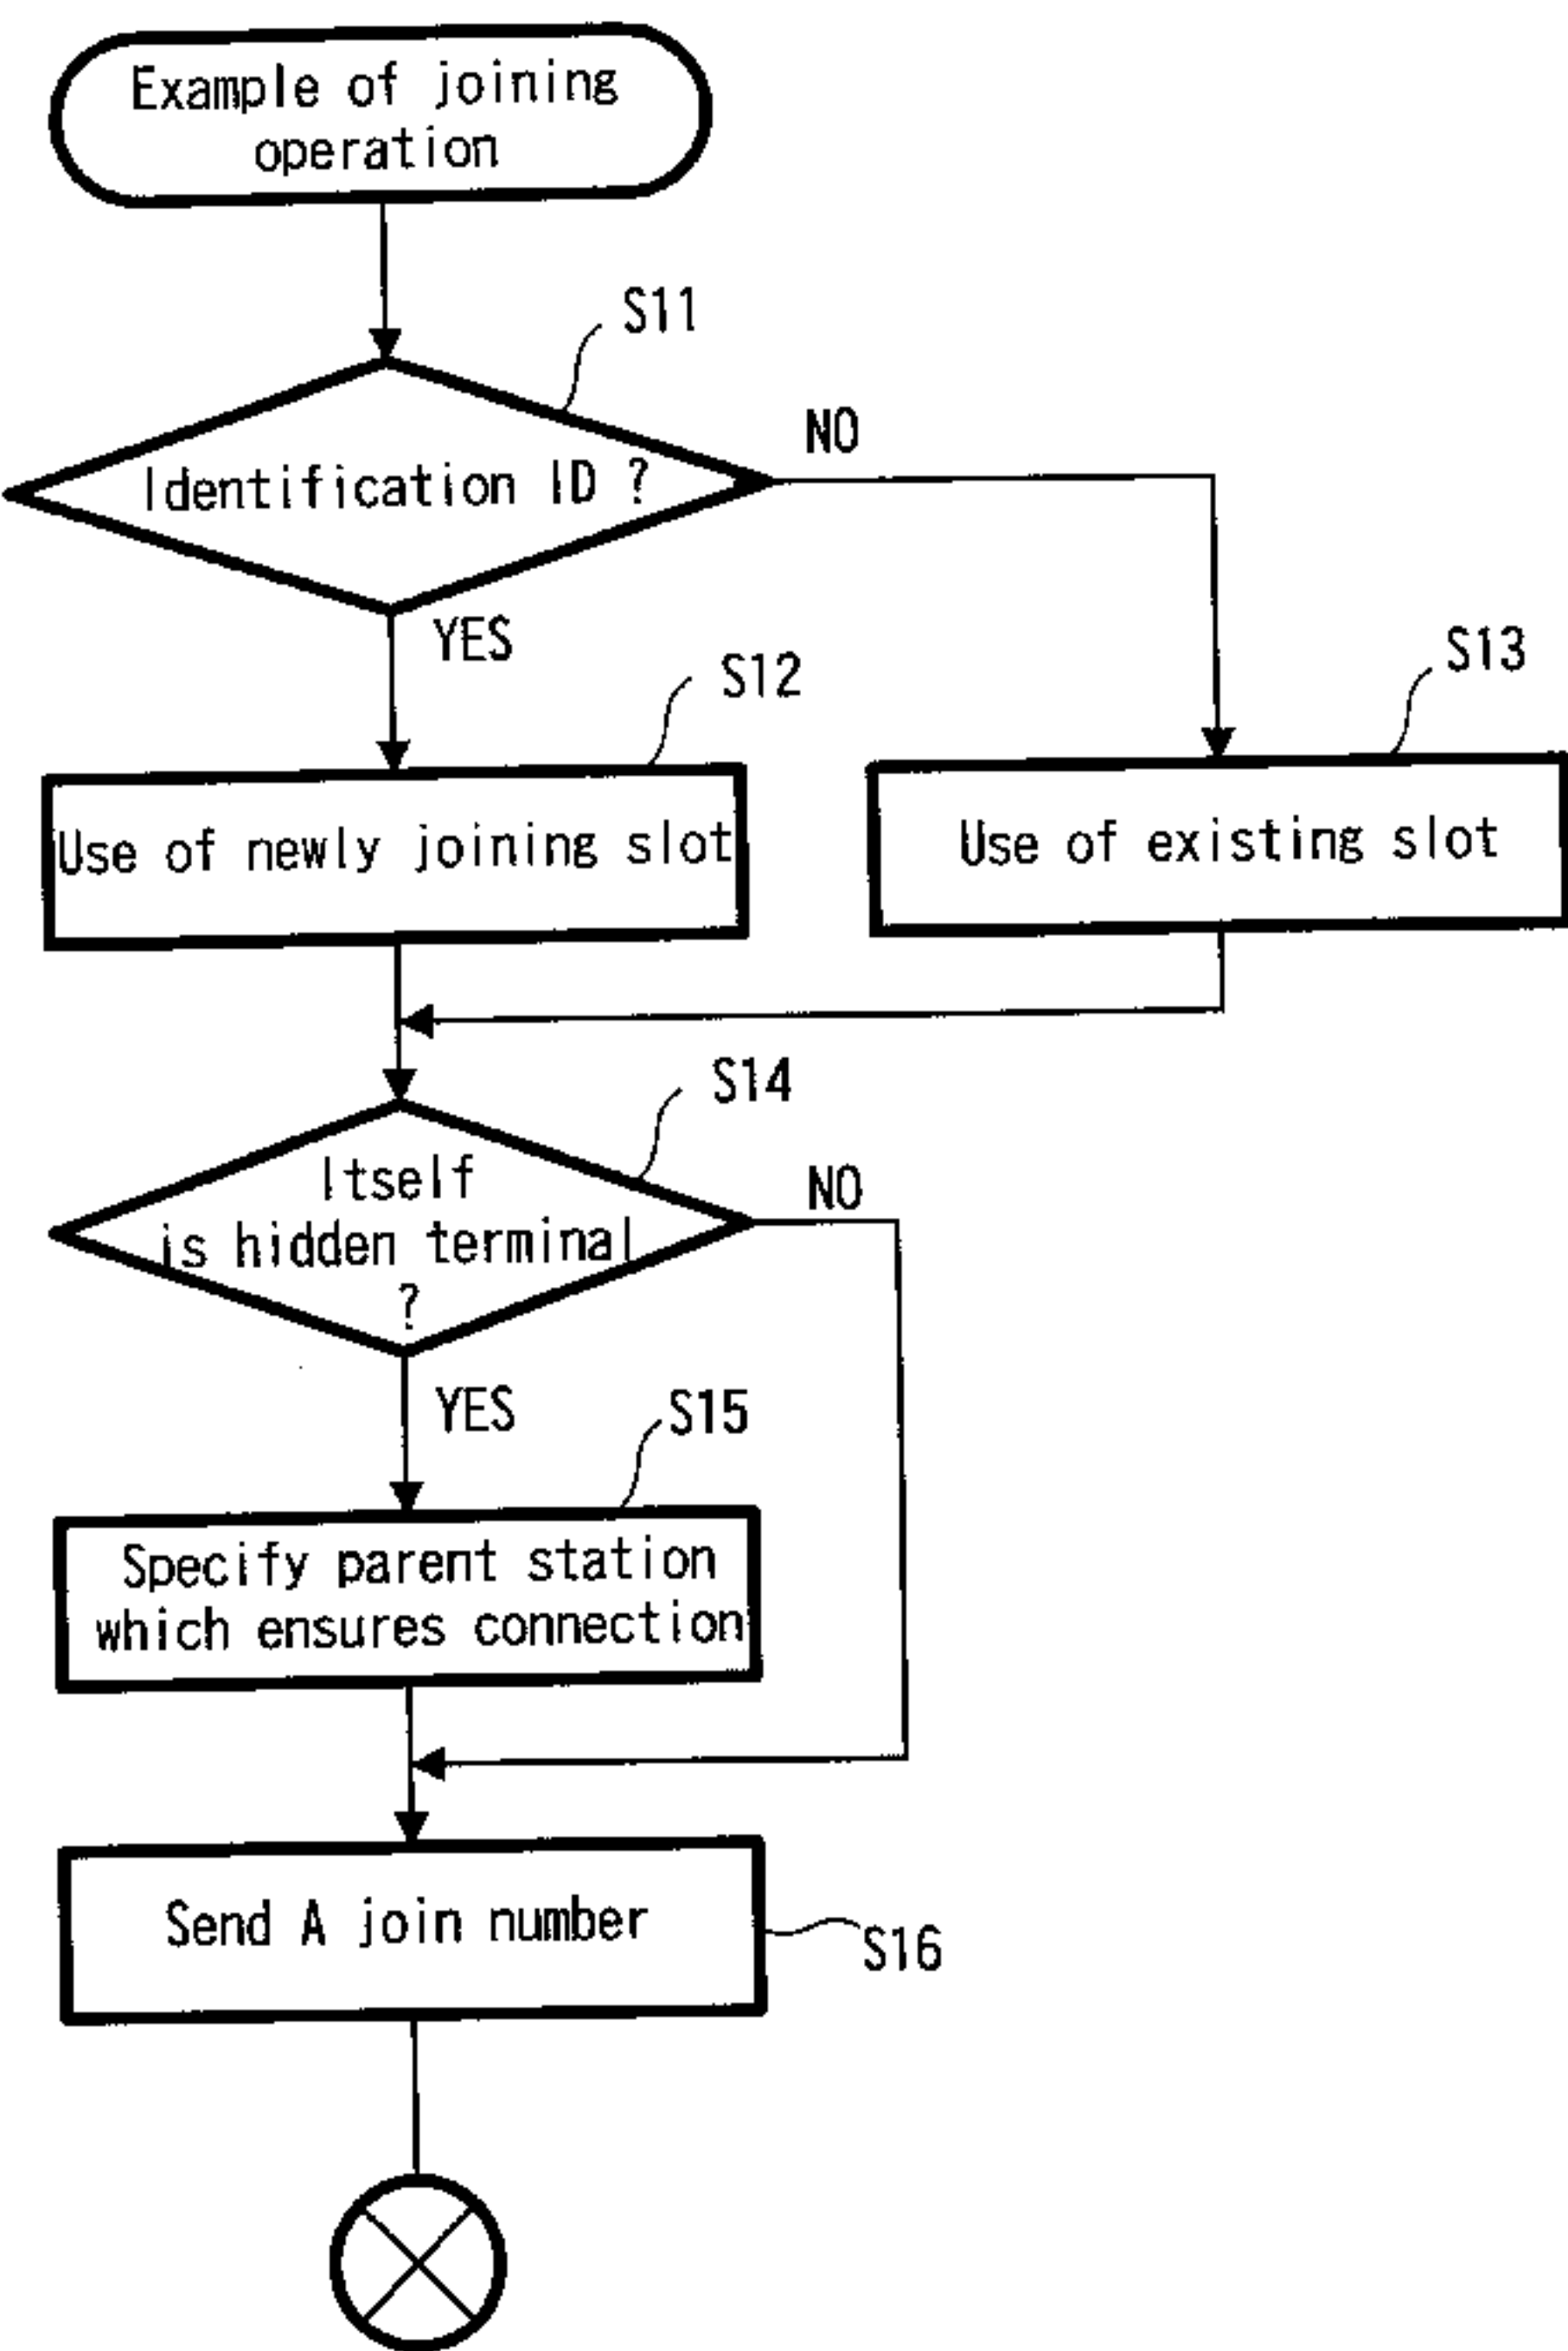 Example of joining
operation
S11
NO
Identification ID ?
YES
S12
S13
Use of newly joining slot
Use of existing slot
S14
NO
Itself
is hidden terminal
?
YES
S15
Specify parent station
which ensures connection
Send A join number
S16